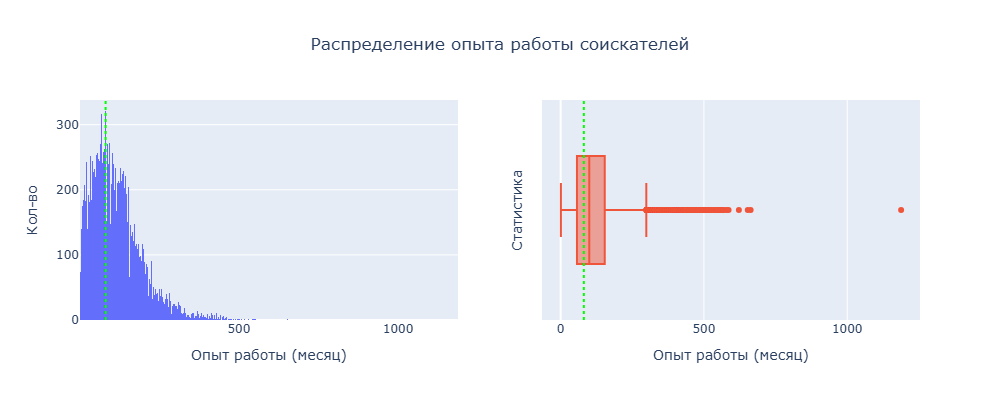 Распределение опыта работы соискателей
Кол-во
300
200
100
0
500
1000
Опыт работы (месяц)
Статистика
0
500
1000
Опыт работы (месяц)